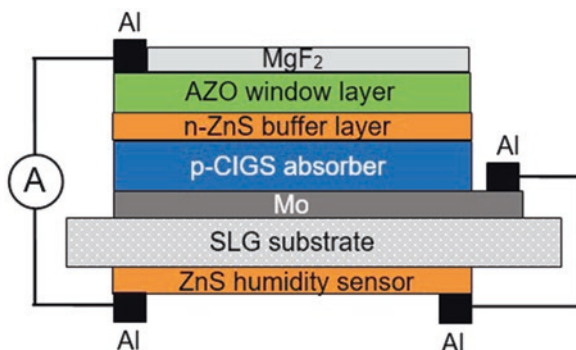 Al
MgF₂
AZO window layer
n-ZnS buffer layer
Al
p-CIGS absorber
A
Mo
SLG substrate
ZnS humidity sensor
Al
Al